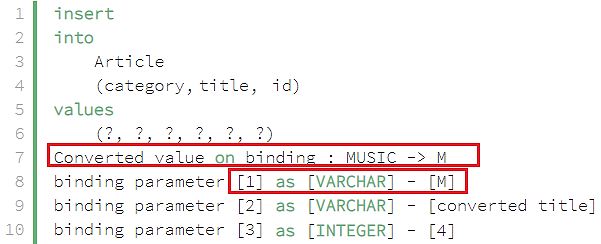 1 insert
2 into
3 Article
4 (category, title, id)
5 values
6 (?, ?, ?, ?, ?, ?)
7 Converted value on binding : MUSIC -> M
8 binding parameter [1] as [VARCHAR] - [M]
9 binding parameter [2] as [VARCHAR] - [converted title]
10 binding parameter [3] as [INTEGER] - [4]